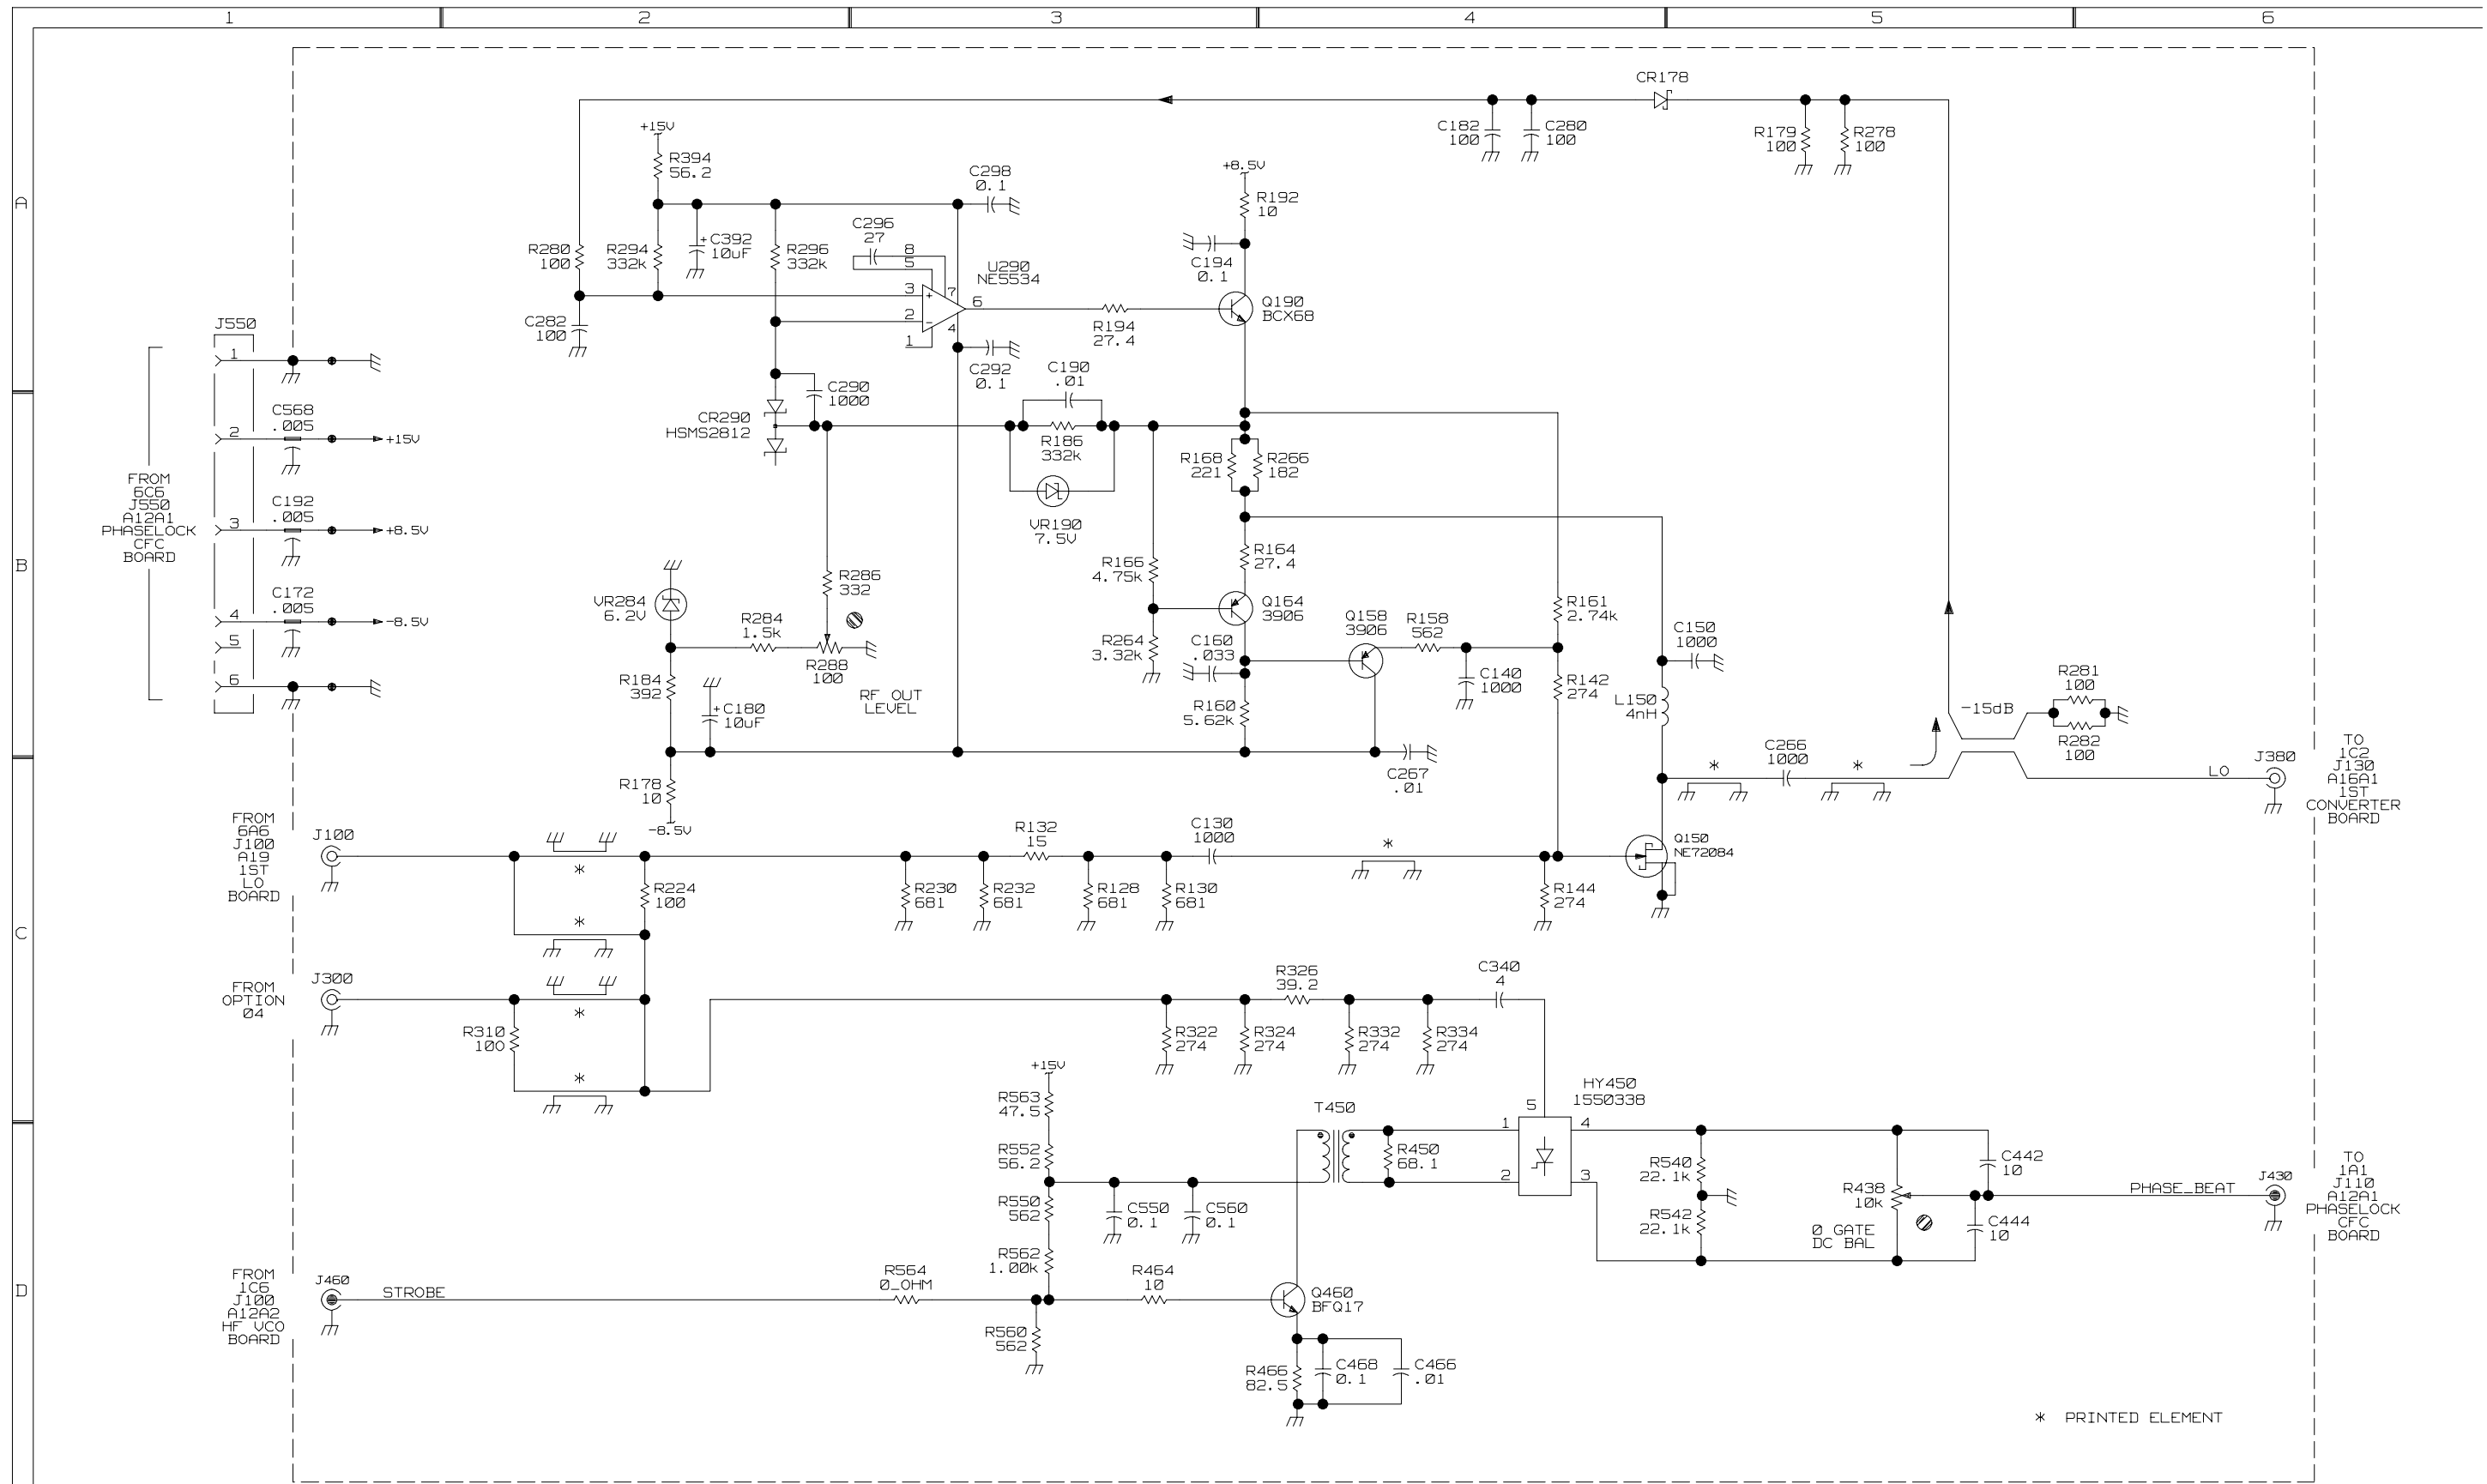 1 2 3 4 5 6
A
B
C
D
CR178
C182
100
C280
100
R179
100
R278
100
+15V
R394
56.2
C298
0.1
+8.5V
R192
10
R280
100
R294
332k
+C392
10uF
R296
332k
C296
27
8
5
U290
NE5534
C194
0.1
3
+
7
6
2
-
4
1
Q190
BCX68
C282
100
R194
27.4
C292
0.1
J550
1
2
3
4
5
6
FROM
6C6
J550
A12A1
PHASELOCK
CFC
BOARD
C568
.005
+15V
C192
.005
+8.5V
C172
.005
-8.5V
C290
1000
CR290
HSMS2812
C190
.01
R186
332k
VR190
7.5V
R168
221
R266
182
R164
27.4
R166
4.75k
Q164
3906
R264
3.32k
C160
.033
R160
5.62k
Q158
3906
R158
562
C140
1000
R161
2.74k
R142
274
C150
1000
L150
4nH
VR284
6.2V
R286
332
R284
1.5k
R288
100
RF OUT
LEVEL
R184
392
+C180
10uF
R178
10
-8.5V
C267
.01
-15dB
R281
100
R282
100
*
C266
1000
*
LO
J380
TO
1C2
J130
A16A1
1ST
CONVERTER
BOARD
FROM
6A6
J100
A19
1ST
LO
BOARD
J100
*
*
R224
100
R230
681
R232
681
R132
15
R128
681
R130
681
C130
1000
*
R144
274
Q150
NE72084
FROM
OPTION
04
J300
R310
100
*
*
R322
274
R324
274
R326
39.2
R332
274
R334
274
C340
4
HY450
1550338
5
1
2
4
3
+15V
R563
47.5
R552
56.2
R550
562
R562
1.00k
C550
0.1
C560
0.1
T450
R450
68.1
R540
22.1k
R542
22.1k
R438
10k
0 GATE
DC BAL
C442
10
C444
10
PHASE_BEAT
J430
TO
1A1
J110
A12A1
PHASELOCK
CFC
BOARD
FROM
1C6
J100
A12A2
HF VCO
BOARD
J460
STROBE
R564
0_OHM
R464
10
R560
562
Q460
BFQ17
R466
82.5
C468
0.1
C466
.01
* PRINTED ELEMENT